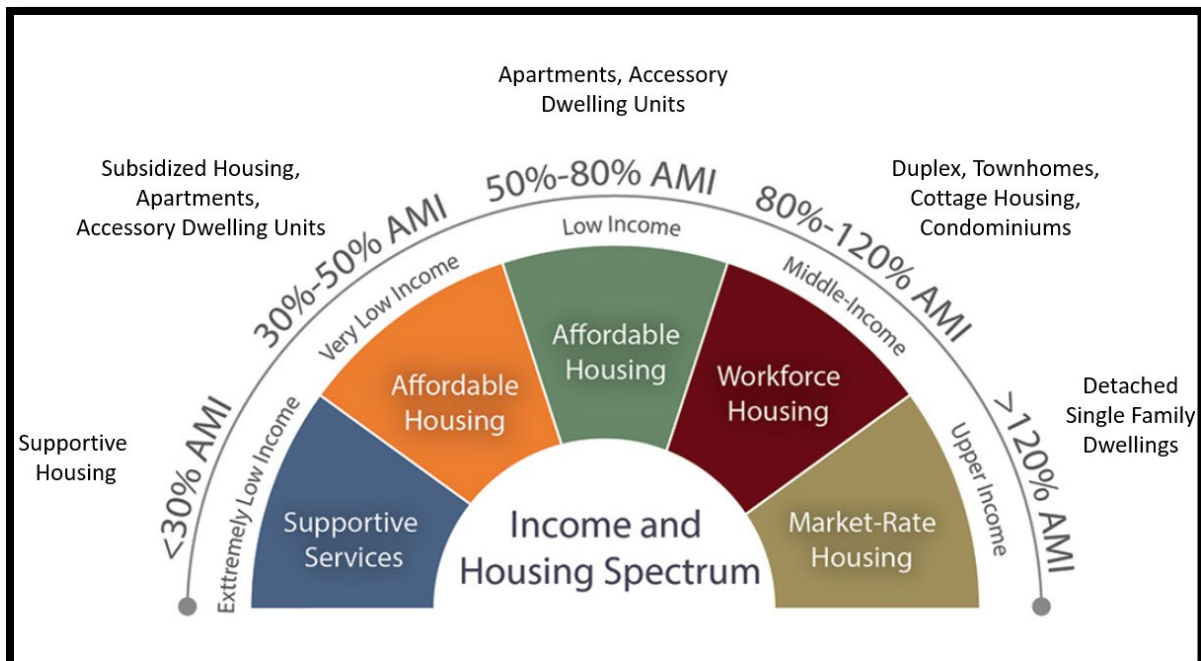 Apartments, Accessory
Dwelling Units
Subsidized Housing,
Apartments,
Accessory Dwelling Units
Duplex, Townhomes,
Cottage Housing,
Condominiums
Supportive
Housing
Detached
Single Family
Dwellings
<30% AMI
30%-50% AMI
50%-80% AMI
80%-120% AMI
>120% AMI
Exttremely Low Income
Very Low Income
Low Income
Middle-Income
Upper Income
Supportive
Services
Affordable
Housing
Affordable
Housing
Workforce
Housing
Market-Rate
Housing
Income and
Housing Spectrum